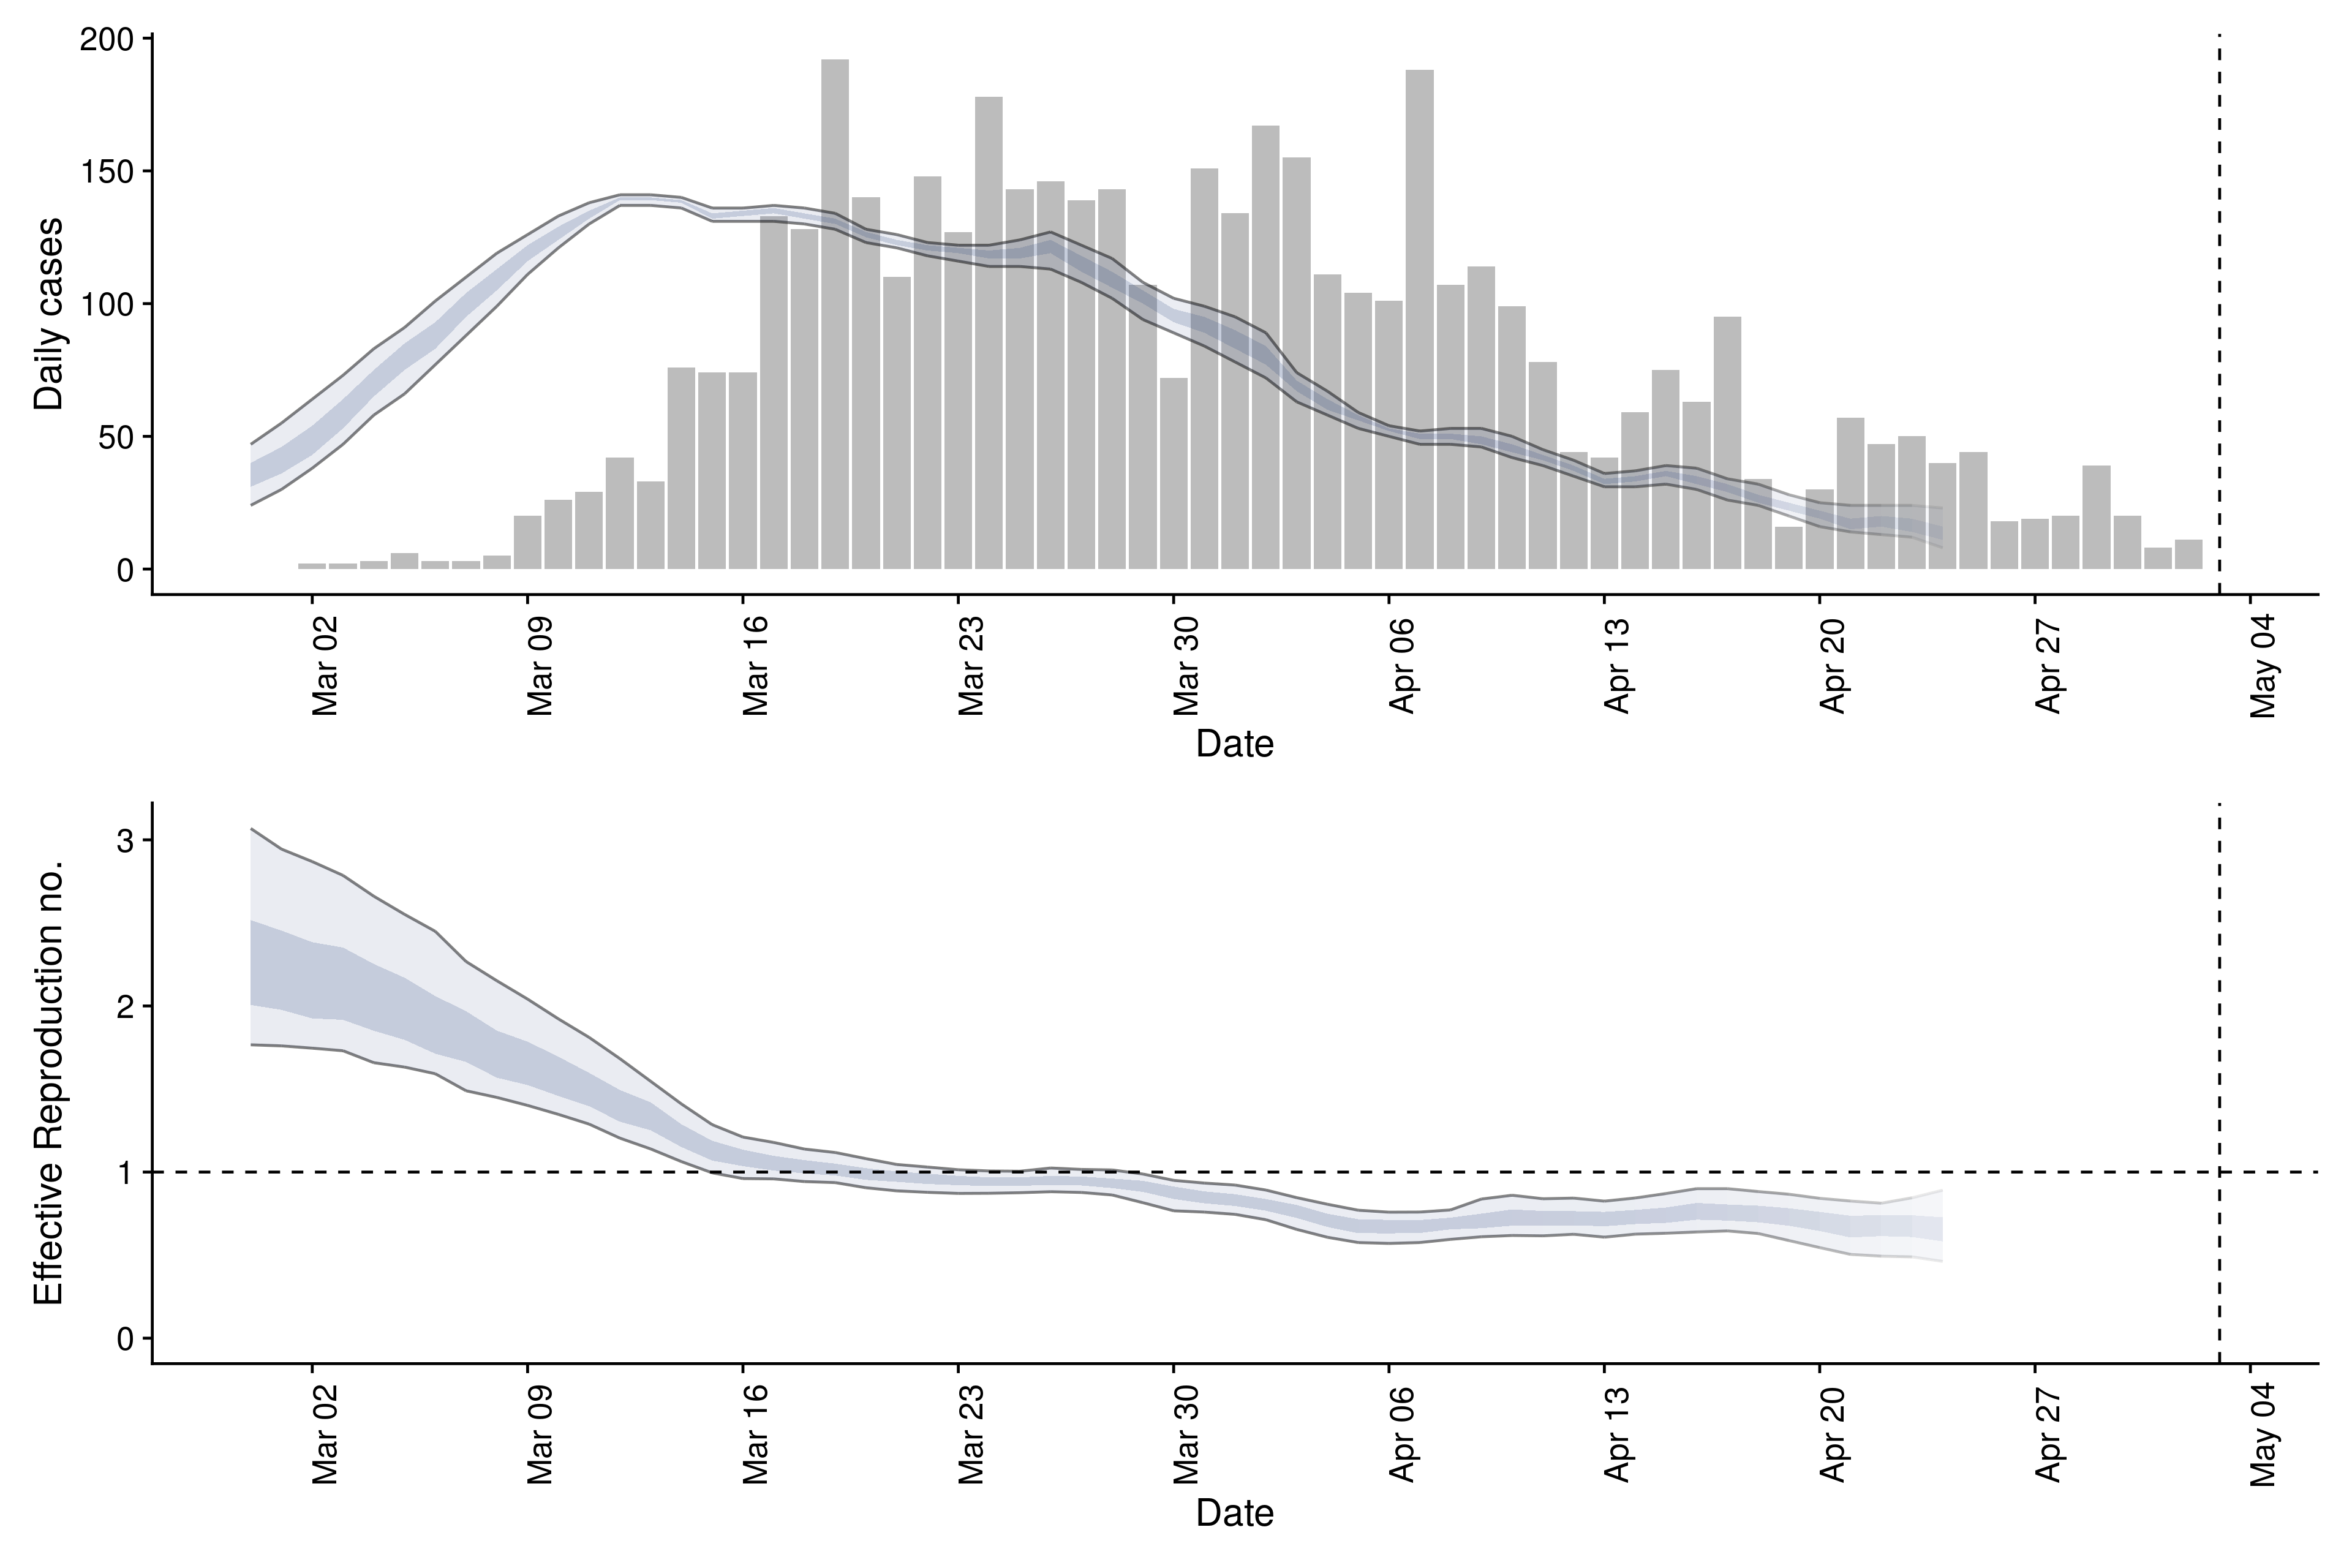 Daily cases
200
150
100
50
0
Mar 02
Mar 09
Mar 16
Mar 23
Mar 30
Apr 06
Apr 13
Apr 20
Apr 27
May 04
Date
Effective Reproduction no.
3
2
1
0
Mar 02
Mar 09
Mar 16
Mar 23
Mar 30
Apr 06
Apr 13
Apr 20
Apr 27
May 04
Date